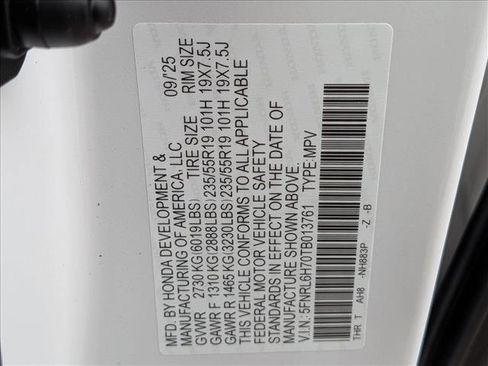 MFD. BY HONDA DEVELOPMENT & 09/25
MANUFACTURING OF AMERICA, LLC
TIRE SIZE RIM SIZE
GVWR 2730 KG(6019LBS)
GAWR F 1310 KG(2888LBS) 235/55R19 101H 19X7.5J
GAWR R 1465 KG(3290LBS) 235/55R19 101H 19X7.5J
THIS VEHICLE CONFORMS TO ALL APPLICABLE
FEDERAL MOTOR VEHICLE SAFETY
STANDARDS IN EFFECT ON THE DATE OF
MANUFACTURE SHOWN ABOVE.
V.I.N.: 5FNRL6H70TB013761 TYPE:MPV
THR T AH8 -NH883P -Z -B